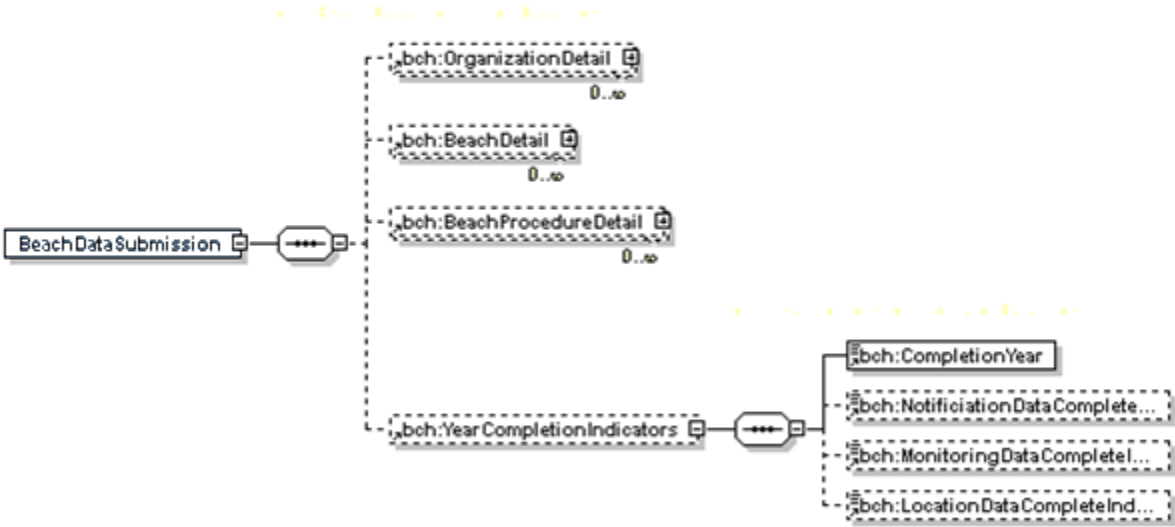 bch:OrganizationDetail
0..∞
bch:BeachDetail
0..∞
bch:BeachProcedureDetail
0..∞
BeachDataSubmission
bch:CompletionYear
bch:NotificiationDataComplete...
bch:YearCompletionIndicators
bch:MonitoringDataCompleteI...
bch:LocationDataCompleteInd...